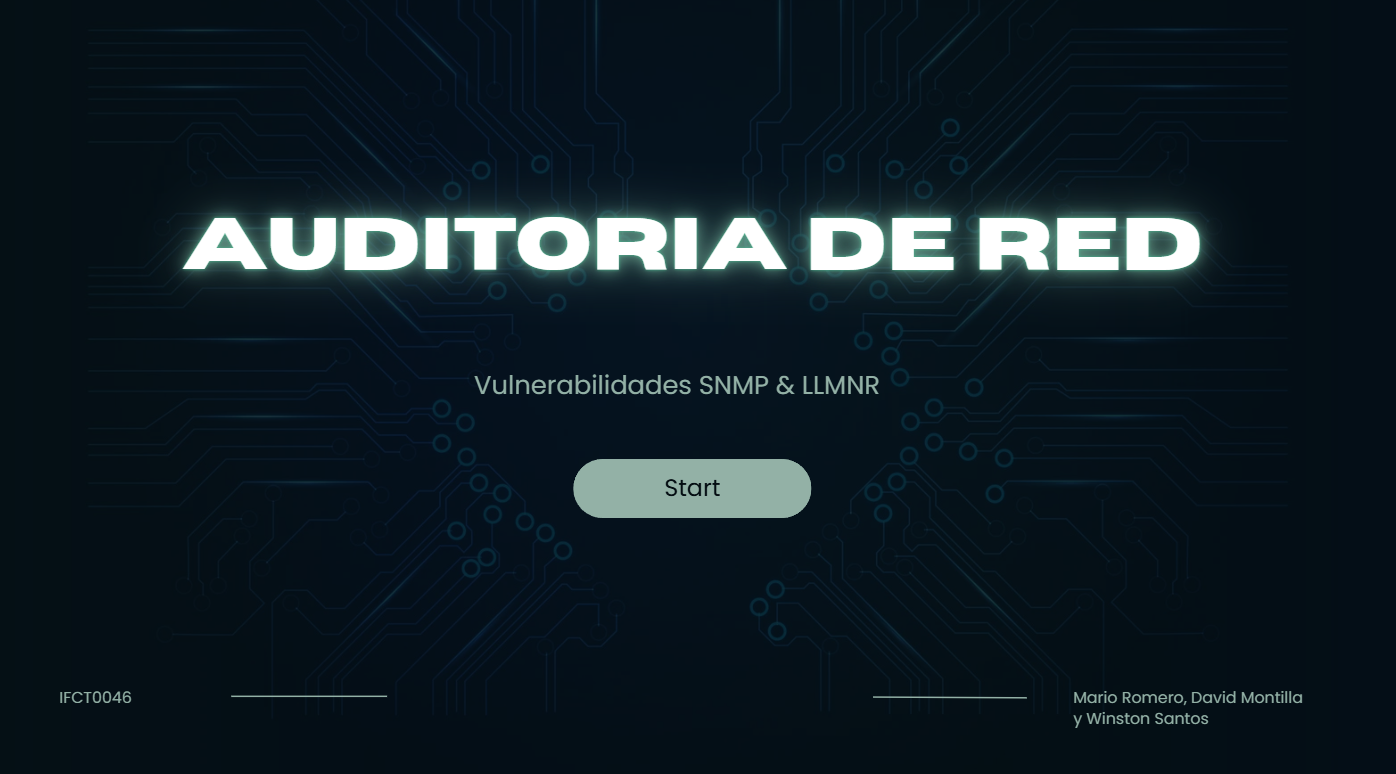 AUDITORIA DE RED
Vulnerabilidades SNMP & LLMNR
Start
IFCT0046
Mario Romero, David Montilla
y Winston Santos